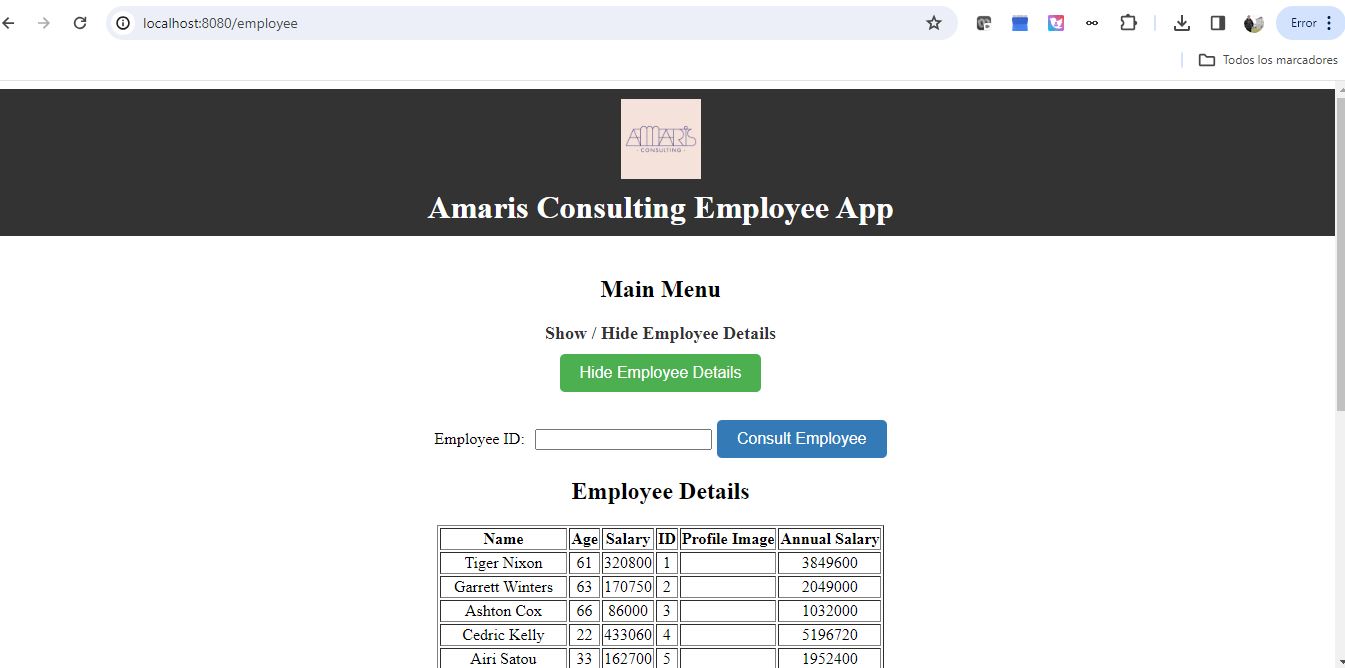 localhost:8080/employee
Error
Todos los marcadores
AMARIS
· CONSULTING ·
Amaris Consulting Employee App
Main Menu
Show / Hide Employee Details
Hide Employee Details
Employee ID: Consult Employee
Employee Details
Name Age Salary ID Profile Image Annual Salary
Tiger Nixon 61 320800 1 3849600
Garrett Winters 63 170750 2 2049000
Ashton Cox 66 86000 3 1032000
Cedric Kelly 22 433060 4 5196720
Airi Satou 33 162700 5 1952400